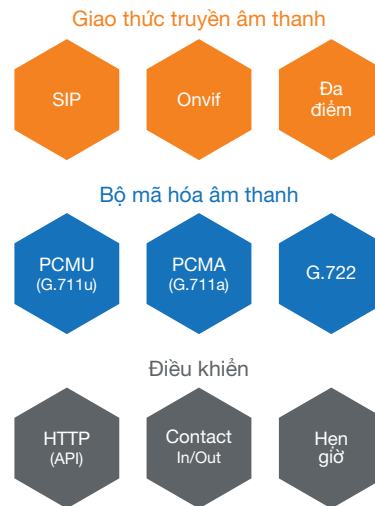 Giao thức truyền âm thanh
SIP
Onvif
Đa
điểm
Bộ mã hóa âm thanh
PCMU
(G.711u)
PCMA
(G.711a)
G.722
Điều khiển
HTTP
(API)
Contact
In/Out
Hẹn
giờ